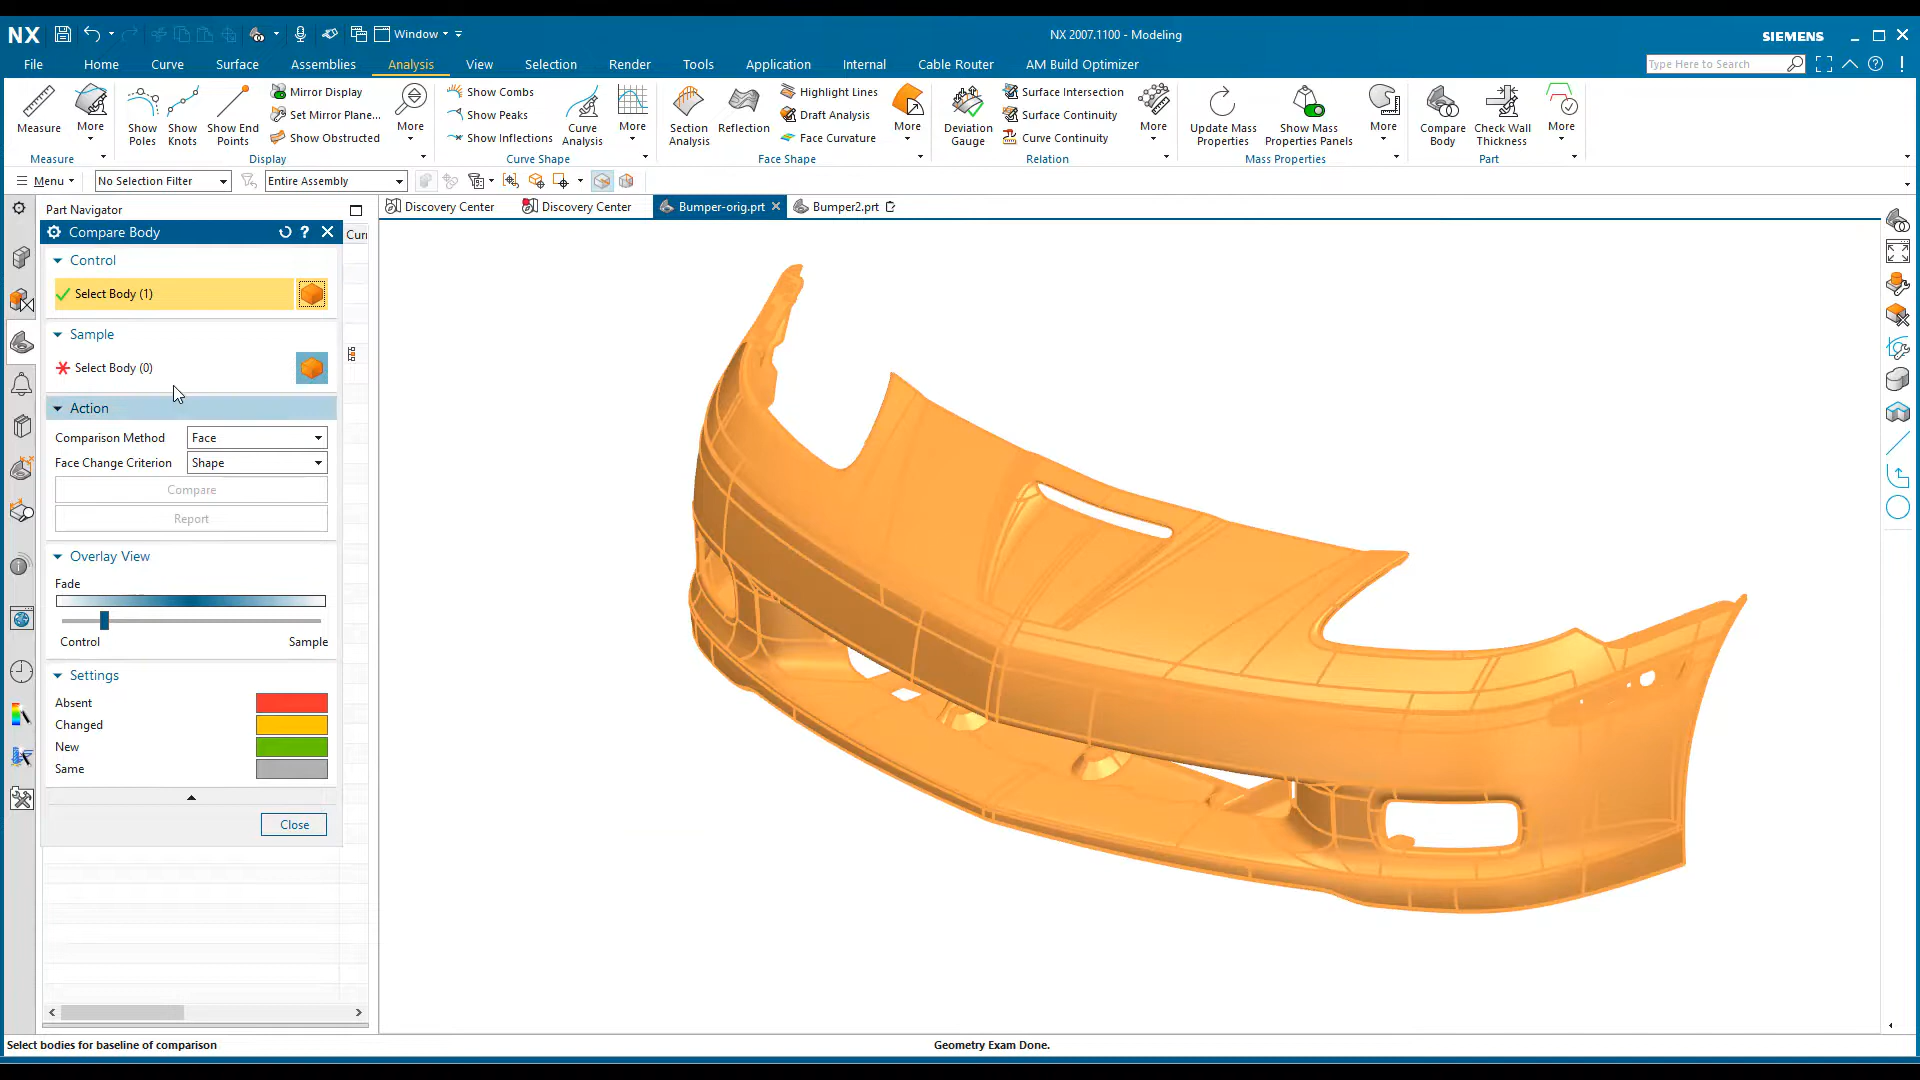 NX
Window
NX 2007.1100 - Modeling
SIEMENS
File
Home
Curve
Surface
Assemblies
Analysis
View
Selection
Render
Tools
Application
Internal
Cable Router
AM Build Optimizer
Type Here to Search
Measure
More
Measure
Show Poles
Show Knots
Show End Points
Mirror Display
Set Mirror Plane...
Show Obstructed
More
Display
Show Combs
Show Peaks
Show Inflections
Curve Analysis
More
Curve Shape
Section Analysis
Reflection
Highlight Lines
Draft Analysis
Face Curvature
More
Face Shape
Deviation Gauge
Surface Intersection
Surface Continuity
Curve Continuity
More
Relation
Update Mass Properties
Show Mass Properties Panels
More
Mass Properties
Compare Body
Check Wall Thickness
More
Part
Menu
No Selection Filter
Entire Assembly
Part Navigator
Discovery Center
Discovery Center
Bumper-orig.prt
Bumper2.prt
Compare Body
Curr
Control
Select Body (1)
Sample
Select Body (0)
Action
Comparison Method
Face
Face Change Criterion
Shape
Compare
Report
Overlay View
Fade
Control
Sample
Settings
Absent
Changed
New
Same
Close
Select bodies for baseline of comparison
Geometry Exam Done.